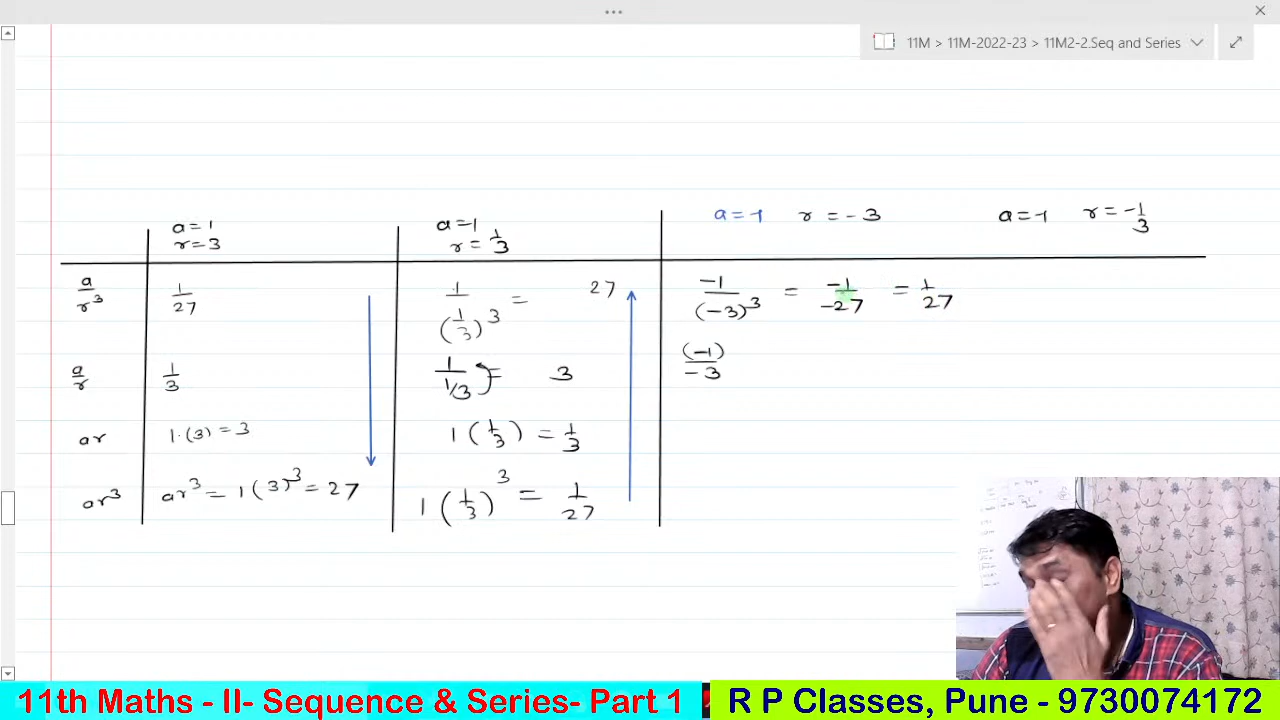 11M > 11M-2022-23 > 11M2-2.Seq and Series
a=1
r=3
a=1
r = 1/3
a=-1 r = -3
a=-1 r = -1/3
a/r³ 1/27 1/(1/3)³ = 27 -1/(-3)³ = -1/-27 = 1/27
a/r 1/3 1/1/3 = 3 (-1)/-3
ar 1·(3) = 3 1(1/3) = 1/3
ar³ ar³ = 1(3)³ = 27 1(1/3)³ = 1/27
11th Maths - II- Sequence & Series- Part 1 R P Classes, Pune - 9730074172